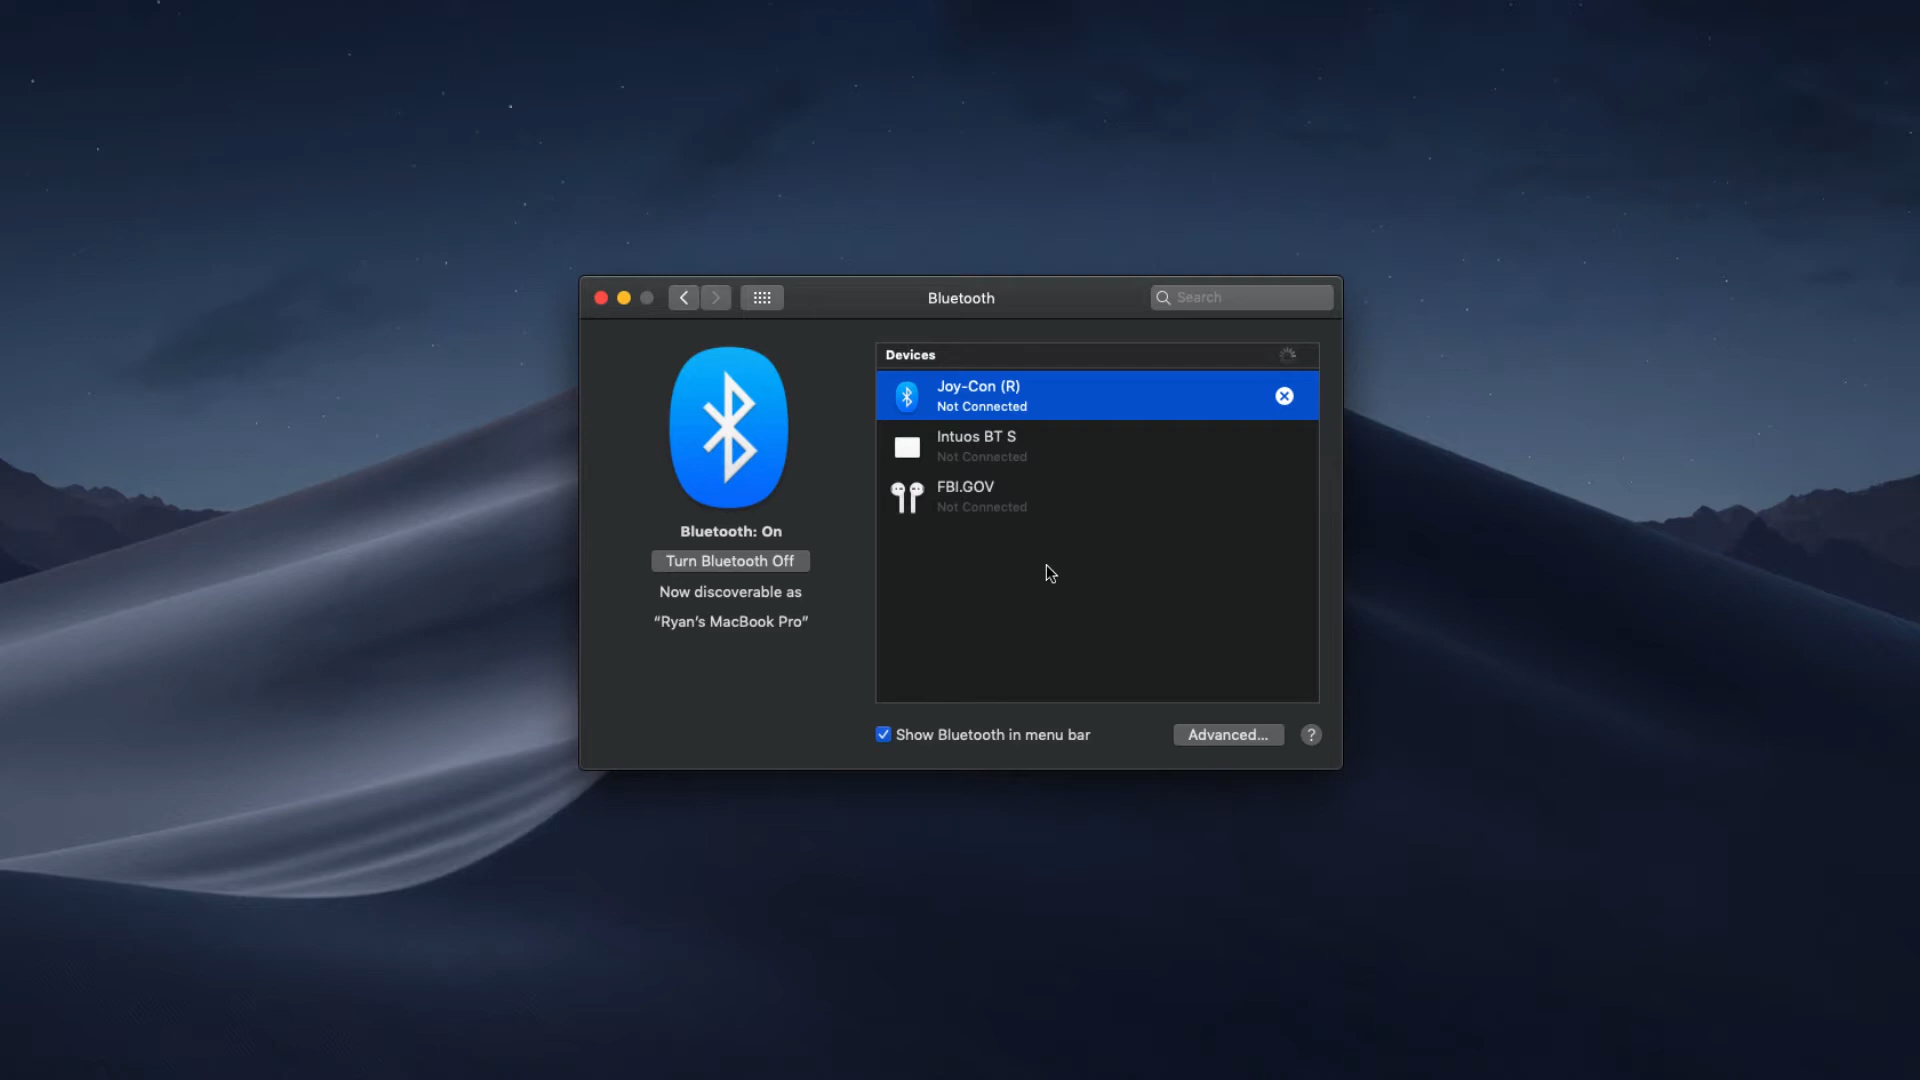 Bluetooth
Search
Devices
Joy-Con (R)
Not Connected
Intuos BT S
Not Connected
FBI.GOV
Not Connected
Bluetooth: On
Turn Bluetooth Off
Now discoverable as
“Ryan’s MacBook Pro”
Show Bluetooth in menu bar
Advanced...
?